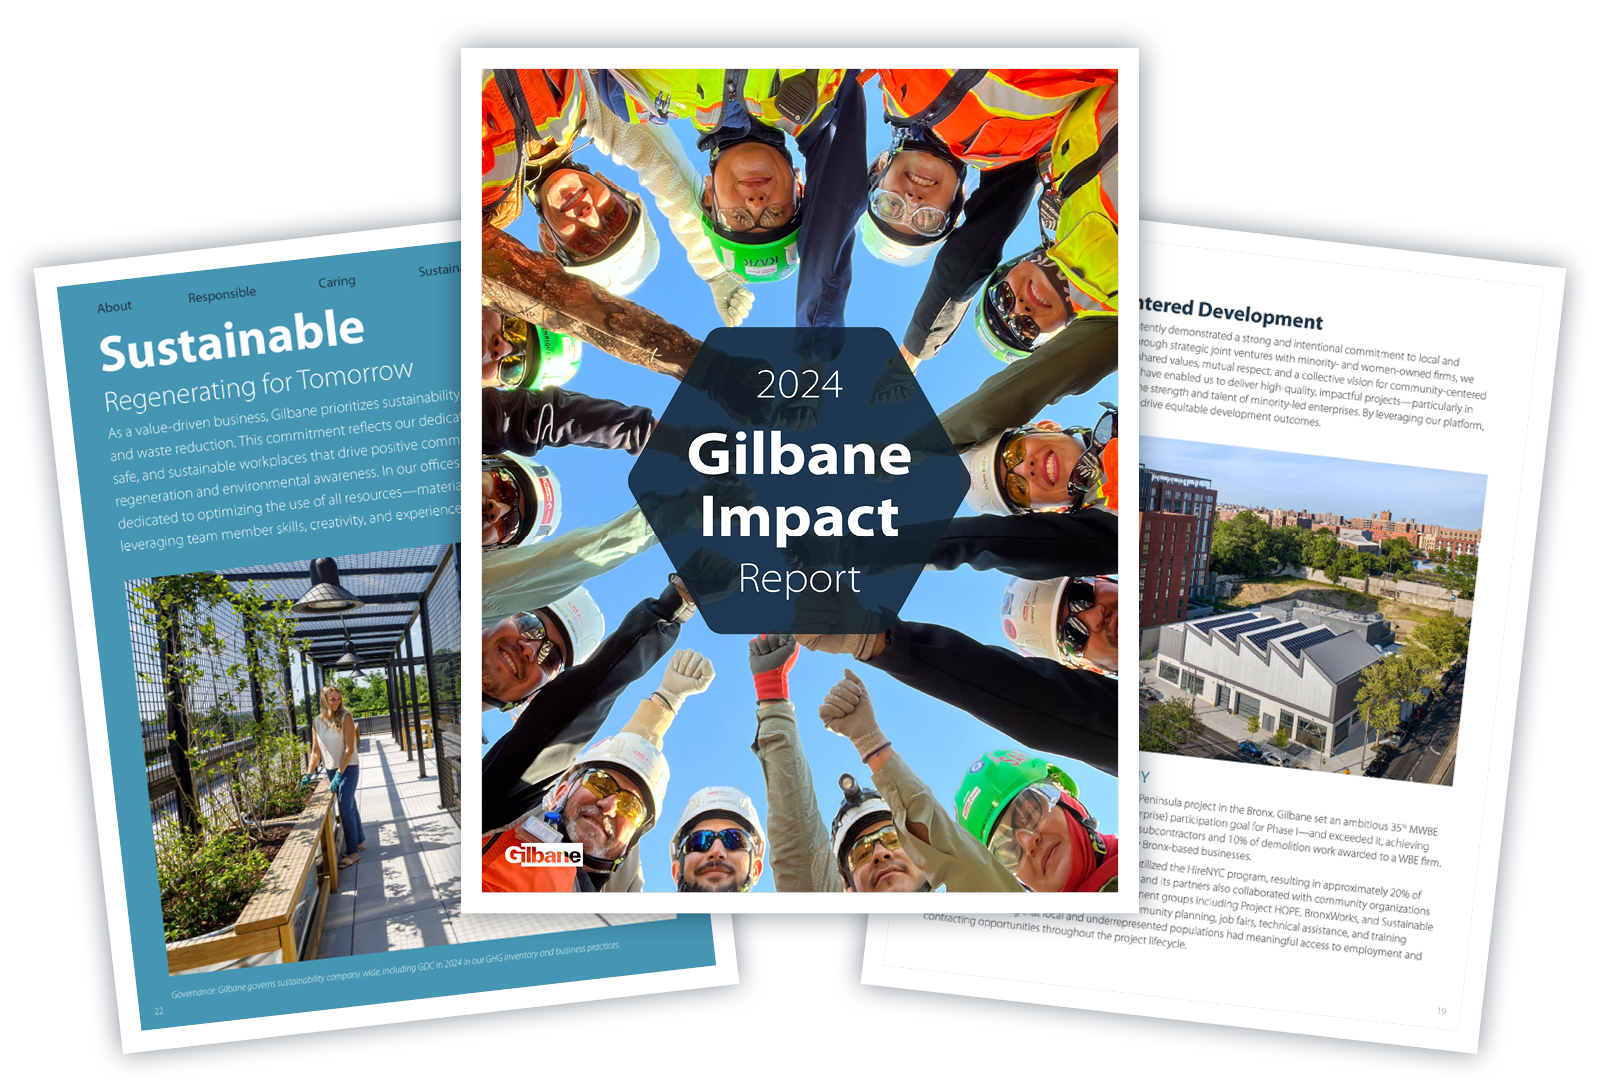 About Responsible Caring Sustaina
Sustainable
Regenerating for Tomorrow
As a value-driven business, Gilbane prioritizes sustainability
and waste reduction. This commitment reflects our dedicat
safe, and sustainable workplaces that drive positive comm
regeneration and environmental awareness. In our offices
dedicated to optimizing the use of all resources—materia
leveraging team member skills, creativity, and experience
Governance: Gilbane governs sustainability company wide, including GDC in 2024 in our GHG inventory and business practices.
22
2024
Gilbane
Impact
Report
Gilbane
ntered Development
tently demonstrated a strong and intentional commitment to local and
rough strategic joint ventures with minority- and women-owned firms, we
shared values, mutual respect, and a collective vision for community-centered
have enabled us to deliver high-quality, impactful projects—particularly in
he strength and talent of minority-led enterprises. By leveraging our platform,
drive equitable development outcomes.
Y
Peninsula project in the Bronx, Gilbane set an ambitious 35% MWBE
rprise) participation goal for Phase I—and exceeded it, achieving
subcontractors and 10% of demolition work awarded to a WBE firm.
Bronx-based businesses.
utilized the HireNYC program, resulting in approximately 20% of
and its partners also collaborated with community organizations
ment groups including Project HOPE, BronxWorks, and Sustainable
munity planning, job fairs, technical assistance, and training
that local and underrepresented populations had meaningful access to employment and
contracting opportunities throughout the project lifecycle.
19